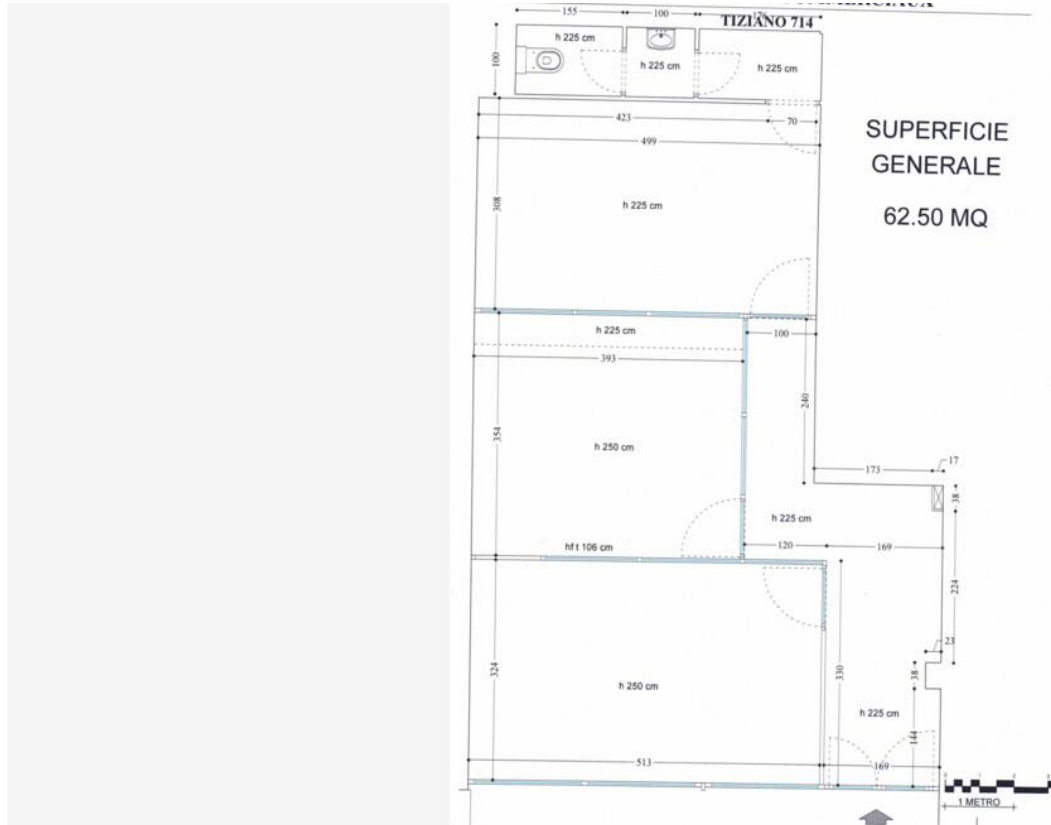 TIZIANO 714
155
100
176
h 225 cm
h 225 cm
h 225 cm
100
423
70
499
SUPERFICIE
GENERALE
62.50 MQ
308
h 225 cm
h 225 cm
100
393
240
354
h 250 cm
173
17
38
h 225 cm
hf t 106 cm
120
169
224
23
324
330
38
h 250 cm
h 225 cm
144
513
169
1 METRO